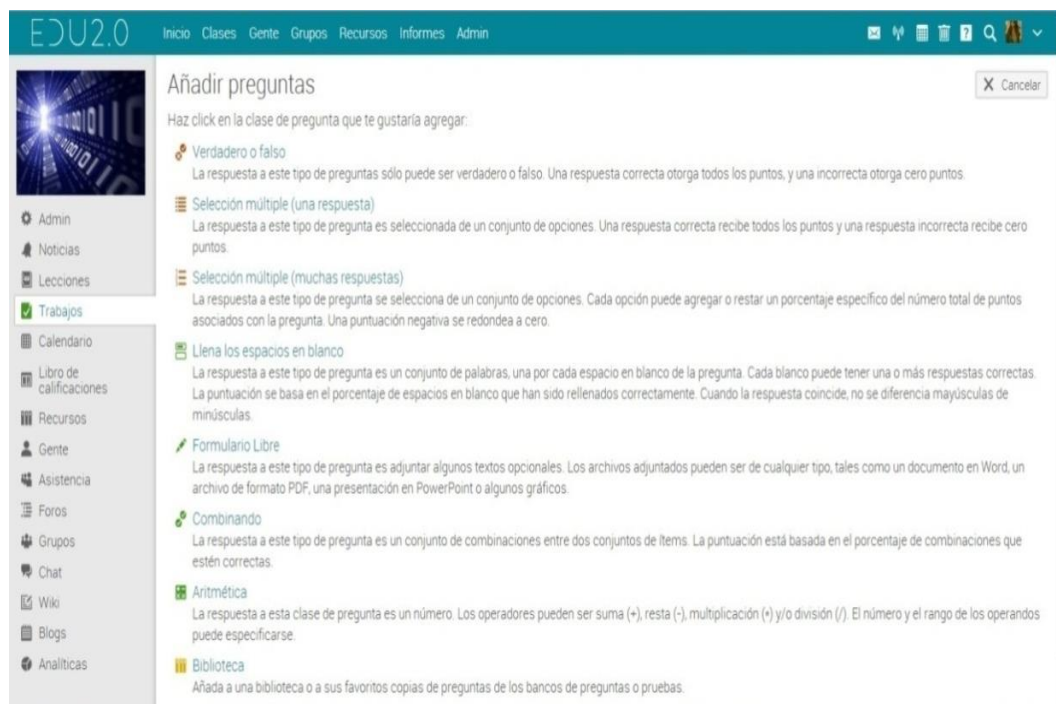 EDU2.0
Inicio Clases Gente Grupos Recursos Informes Admin
Añadir preguntas
X Cancelar
Haz click en la clase de pregunta que te gustaría agregar:
Verdadero o falso
La respuesta a este tipo de preguntas sólo puede ser verdadero o falso. Una respuesta correcta otorga todos los puntos, y una incorrecta otorga cero puntos.
Selección múltiple (una respuesta)
La respuesta a este tipo de pregunta es seleccionada de un conjunto de opciones. Una respuesta correcta recibe todos los puntos y una respuesta incorrecta recibe cero
puntos.
Selección múltiple (muchas respuestas)
La respuesta a este tipo de pregunta se selecciona de un conjunto de opciones. Cada opción puede agregar o restar un porcentaje específico del número total de puntos
asociados con la pregunta. Una puntuación negativa se redondea a cero.
Llena los espacios en blanco
La respuesta a este tipo de pregunta es un conjunto de palabras, una por cada espacio en blanco de la pregunta. Cada blanco puede tener una o más respuestas correctas.
La puntuación se basa en el porcentaje de espacios en blanco que han sido rellenados correctamente. Cuando la respuesta coincide, no se diferencia mayúsculas de
minúsculas.
Formulario Libre
La respuesta a este tipo de pregunta es adjuntar algunos textos opcionales. Los archivos adjuntados pueden ser de cualquier tipo, tales como un documento en Word, un
archivo de formato PDF, una presentación en PowerPoint o algunos gráficos.
Combinando
La respuesta a este tipo de pregunta es un conjunto de combinaciones entre dos conjuntos de ítems. La puntuación está basada en el porcentaje de combinaciones que
estén correctas.
Aritmética
La respuesta a esta clase de pregunta es un número. Los operadores pueden ser suma (+), resta (-), multiplicación (*) y/o división (/). El número y el rango de los operandos
puede especificarse.
Biblioteca
Añada a una biblioteca o a sus favoritos copias de preguntas de los bancos de preguntas o pruebas.
Admin
Noticias
Lecciones
Trabajos
Calendario
Libro de
calificaciones
Recursos
Gente
Asistencia
Foros
Grupos
Chat
Wiki
Blogs
Analíticas